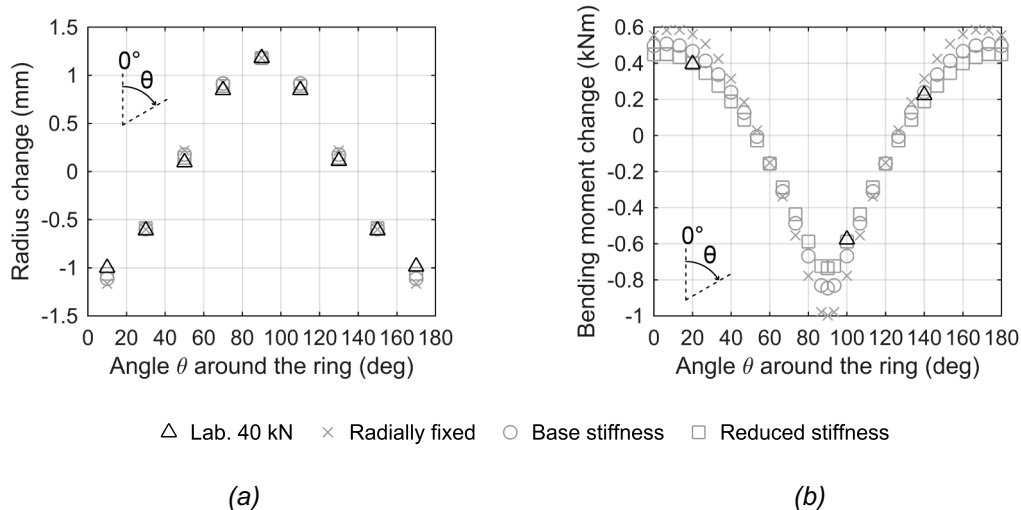 1.5
1
0.5
0
-0.5
-1
-1.5
0°
θ
0 20 40 60 80 100 120 140 160 180
Radius change (mm)
Angle θ around the ring (deg)
0.6
0.4
0.2
0
-0.2
-0.4
-0.6
-0.8
-1
0°
θ
0 20 40 60 80 100 120 140 160 180
Bending moment change (kNm)
Angle θ around the ring (deg)
Lab. 40 kN Radially fixed Base stiffness Reduced stiffness
(a) (b)